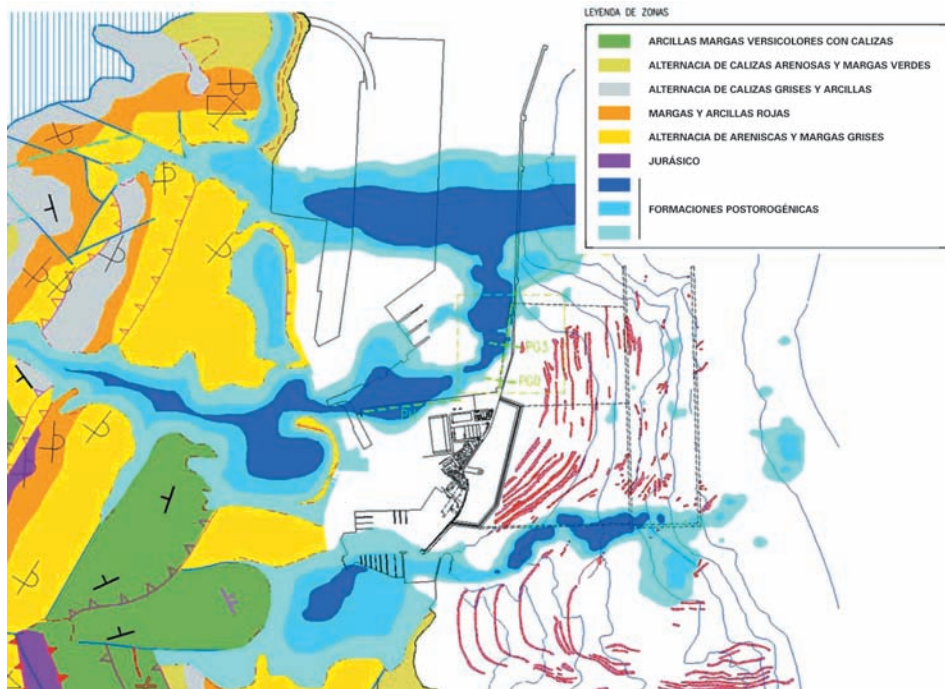 LEYENDA DE ZONAS
ARCILLAS MARGAS VERSICOLORES CON CALIZAS
ALTERNACIA DE CALIZAS ARENOSAS Y MARGAS VERDES
ALTERNACIA DE CALIZAS GRISES Y ARCILLAS
MARGAS Y ARCILLAS ROJAS
ALTERNACIA DE ARENISCAS Y MARGAS GRISES
JURÁSICO
FORMACIONES POSTOROGÉNICAS